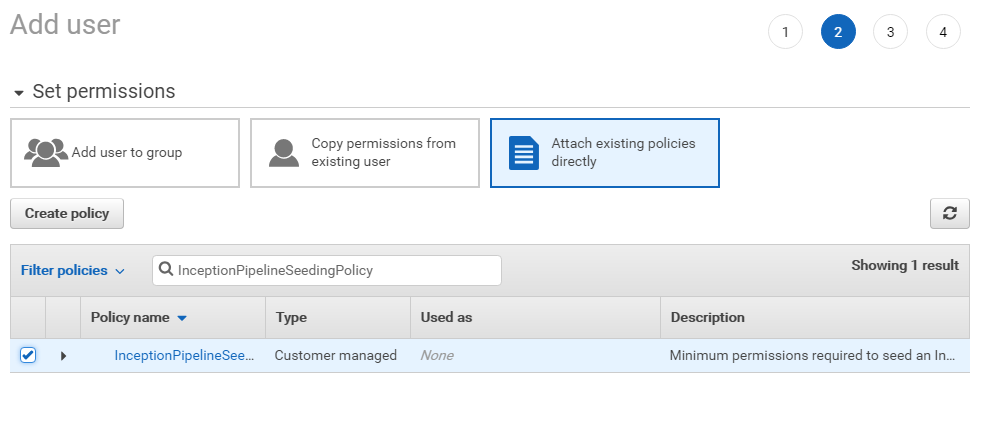 Add user
1 2 3 4
Set permissions
Add user to group
Copy permissions from
existing user
Attach existing policies
directly
Create policy
Filter policies
InceptionPipelineSeedingPolicy
Showing 1 result
Policy name Type Used as Description
InceptionPipelineSee... Customer managed None Minimum permissions required to seed an In...